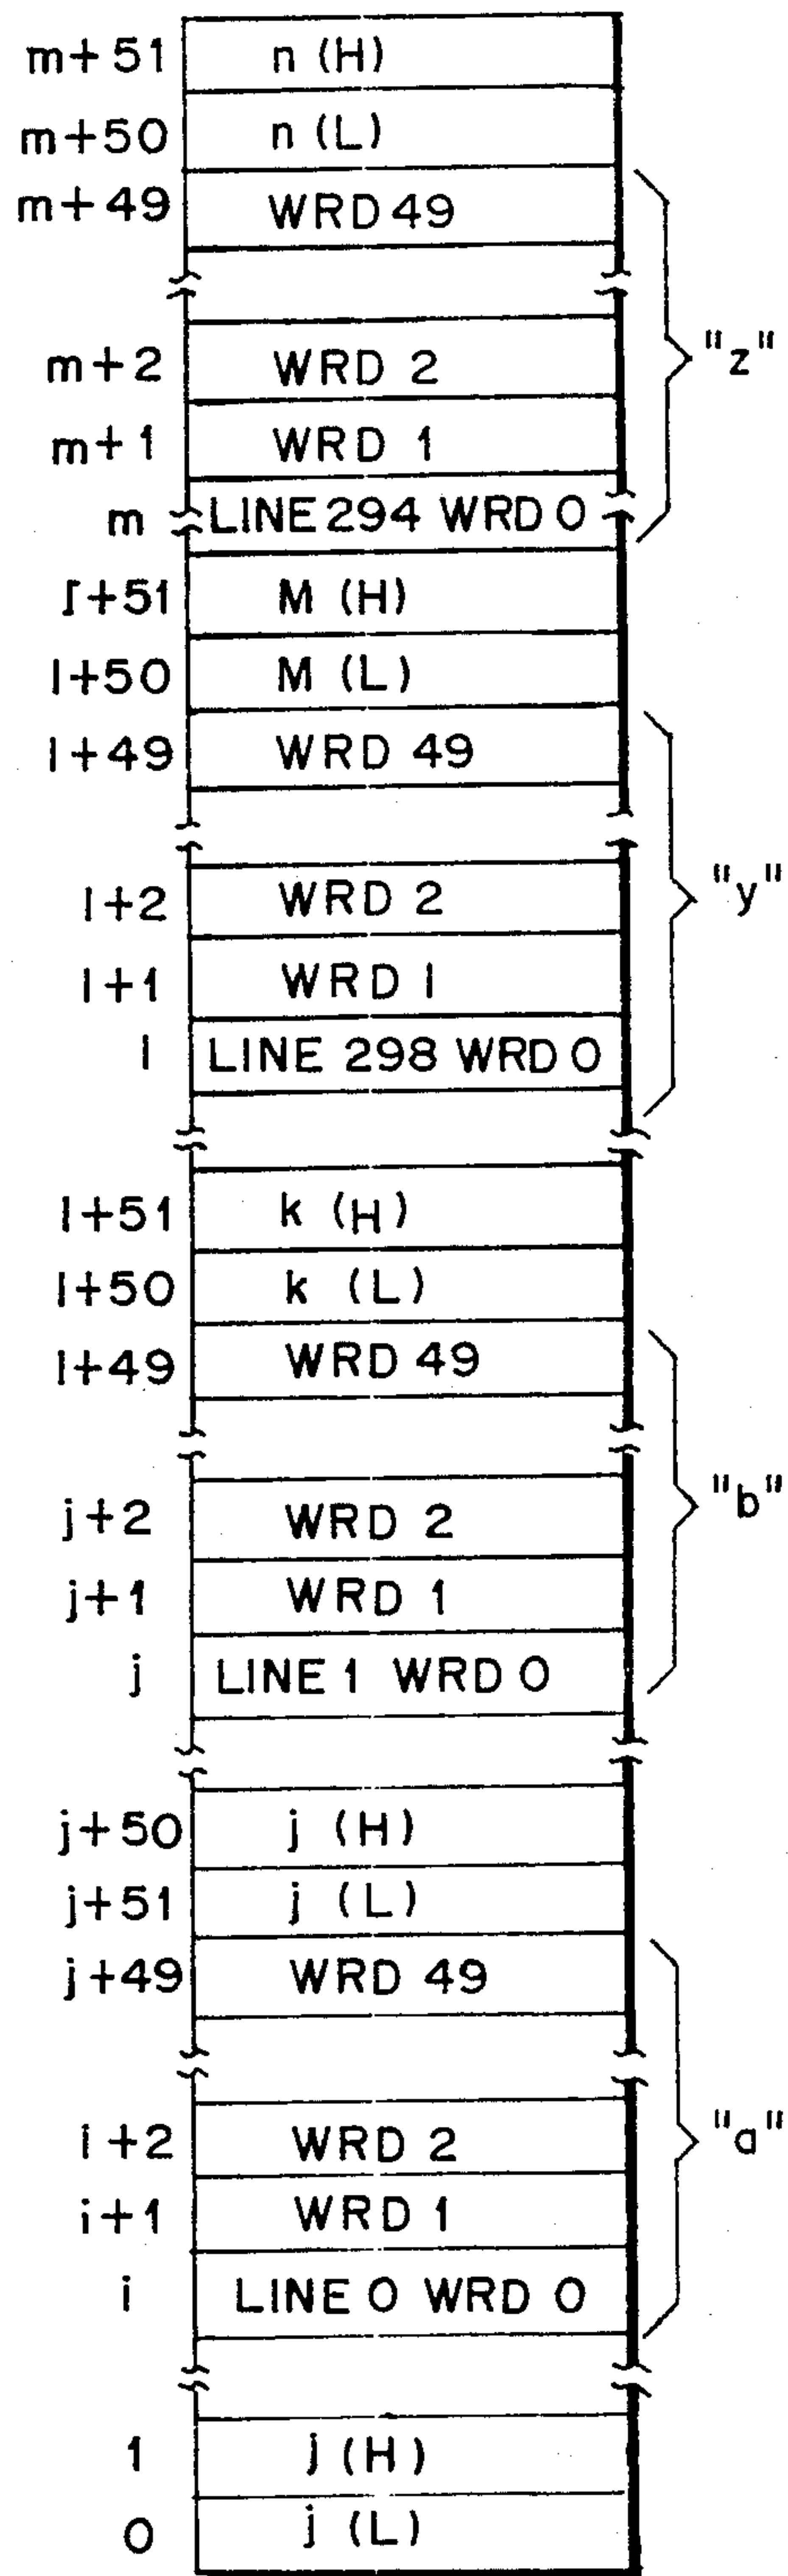 m+51 n (H)
m+50 n (L)
m+49 WRD 49
m+2 WRD 2
"z"
m+1 WRD 1
m LINE 294 WRD 0
l+51 M (H)
l+50 M (L)
l+49 WRD 49
l+2 WRD 2
"y"
l+1 WRD 1
l LINE 298 WRD 0
l+51 k (H)
l+50 k (L)
l+49 WRD 49
j+2 WRD 2
"b"
j+1 WRD 1
j LINE 1 WRD 0
j+50 j (H)
j+51 j (L)
j+49 WRD 49
i+2 WRD 2
"a"
i+1 WRD 1
i LINE 0 WRD 0
1 j (H)
0 j (L)